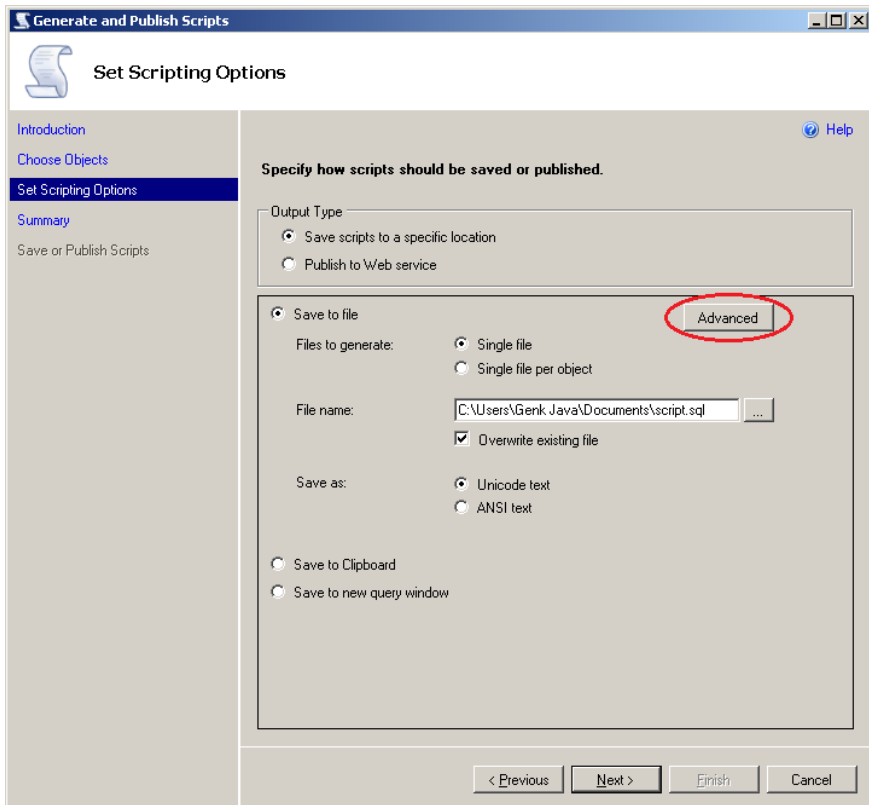 Generate and Publish Scripts
Set Scripting Options
Introduction
Choose Objects
Set Scripting Options
Summary
Save or Publish Scripts
Help
Specify how scripts should be saved or published.
Output Type
Save scripts to a specific location
Publish to Web service
Save to file
Advanced
Files to generate:
Single file
Single file per object
File name:
C:\Users\Genk Java\Documents\script.sql
...
Overwrite existing file
Save as:
Unicode text
ANSI text
Save to Clipboard
Save to new query window
< Previous
Next >
Finish
Cancel